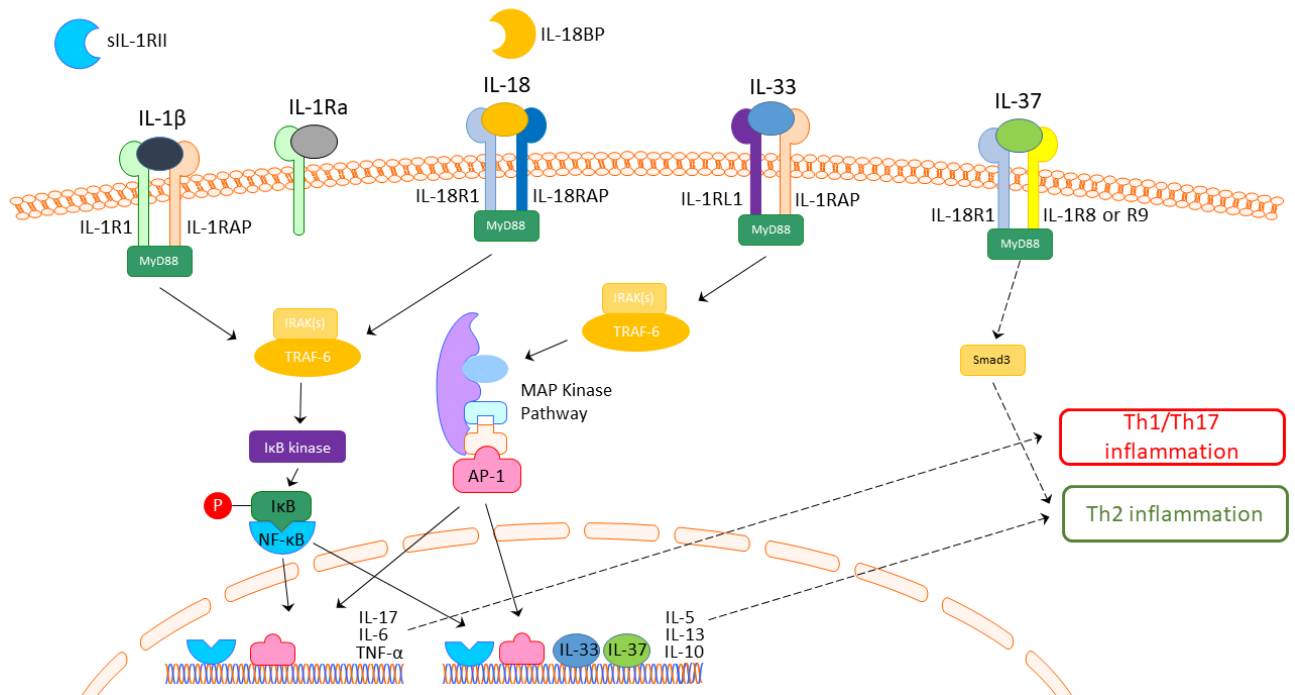 sIL-1RII
IL-18BP
IL-1β
IL-1Ra
IL-18
IL-33
IL-37
IL-1R1
IL-1RAP
IL-18R1
IL-18RAP
IL-1RL1
IL-1RAP
IL-18R1
IL-1R8 or R9
MyD88
MyD88
MyD88
MyD88
IRAK(s)
TRAF-6
IRAK(s)
TRAF-6
MAP Kinase
Pathway
Smad3
IκB kinase
AP-1
P
IκB
NF-κB
Th1/Th17
inflammation
Th2 inflammation
IL-17
IL-6
TNF-α
IL-33
IL-37
IL-5
IL-13
IL-10